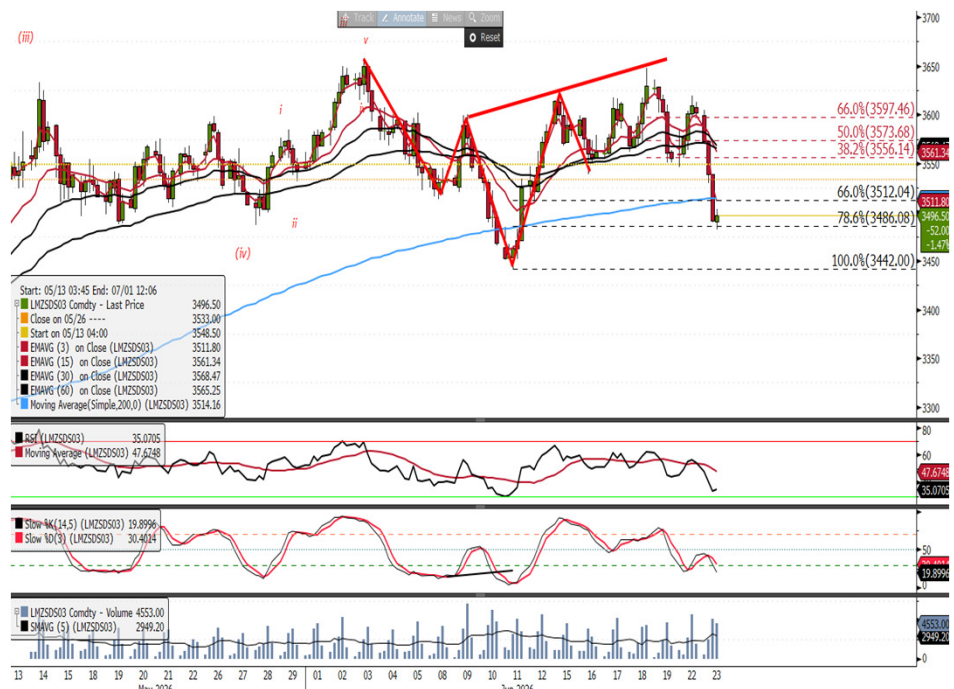 Track Annotate News Zoom
Reset
(iii)
iii
v
i
iv
ii
(iv)
3700
3650
3600
3550
3450
3400
3350
3300
66.0%(3597.46)
50.0%(3573.68)
38.2%(3556.14)
66.0%(3512.04)
78.6%(3486.08)
100.0%(3442.00)
3561.34
3511.80
3496.50
-52.00
-1.47%
Start: 05/13 03:45 End: 07/01 12:06
LMZSDS03 Comdty - Last Price 3496.50
Close on 05/26 ---- 3533.00
Start on 05/13 04:00 3548.50
EMAVG (3) on Close (LMZSDS03) 3511.80
EMAVG (15) on Close (LMZSDS03) 3561.34
EMAVG (30) on Close (LMZSDS03) 3568.47
EMAVG (60) on Close (LMZSDS03) 3565.25
Moving Average(Simple,200,0) (LMZSDS03) 3514.16
RSI (LMZSDS03) 35.0705
Moving Average (LMZSDS03) 47.6748
80
60
47.6748
35.0705
Slow %K(14,5) (LMZSDS03) 19.8996
Slow %D(3) (LMZSDS03) 30.4014
50
19.8996
0
LMZSDS03 Comdty - Volume 4553.00
SMAVG (5) (LMZSDS03) 2949.20
4553.00
2949.20
0
13 14 15 18 19 20 21 22 26 27 28 29 01 02 03 04 05 08 09 10 11 12 15 16 17 18 19 22 23